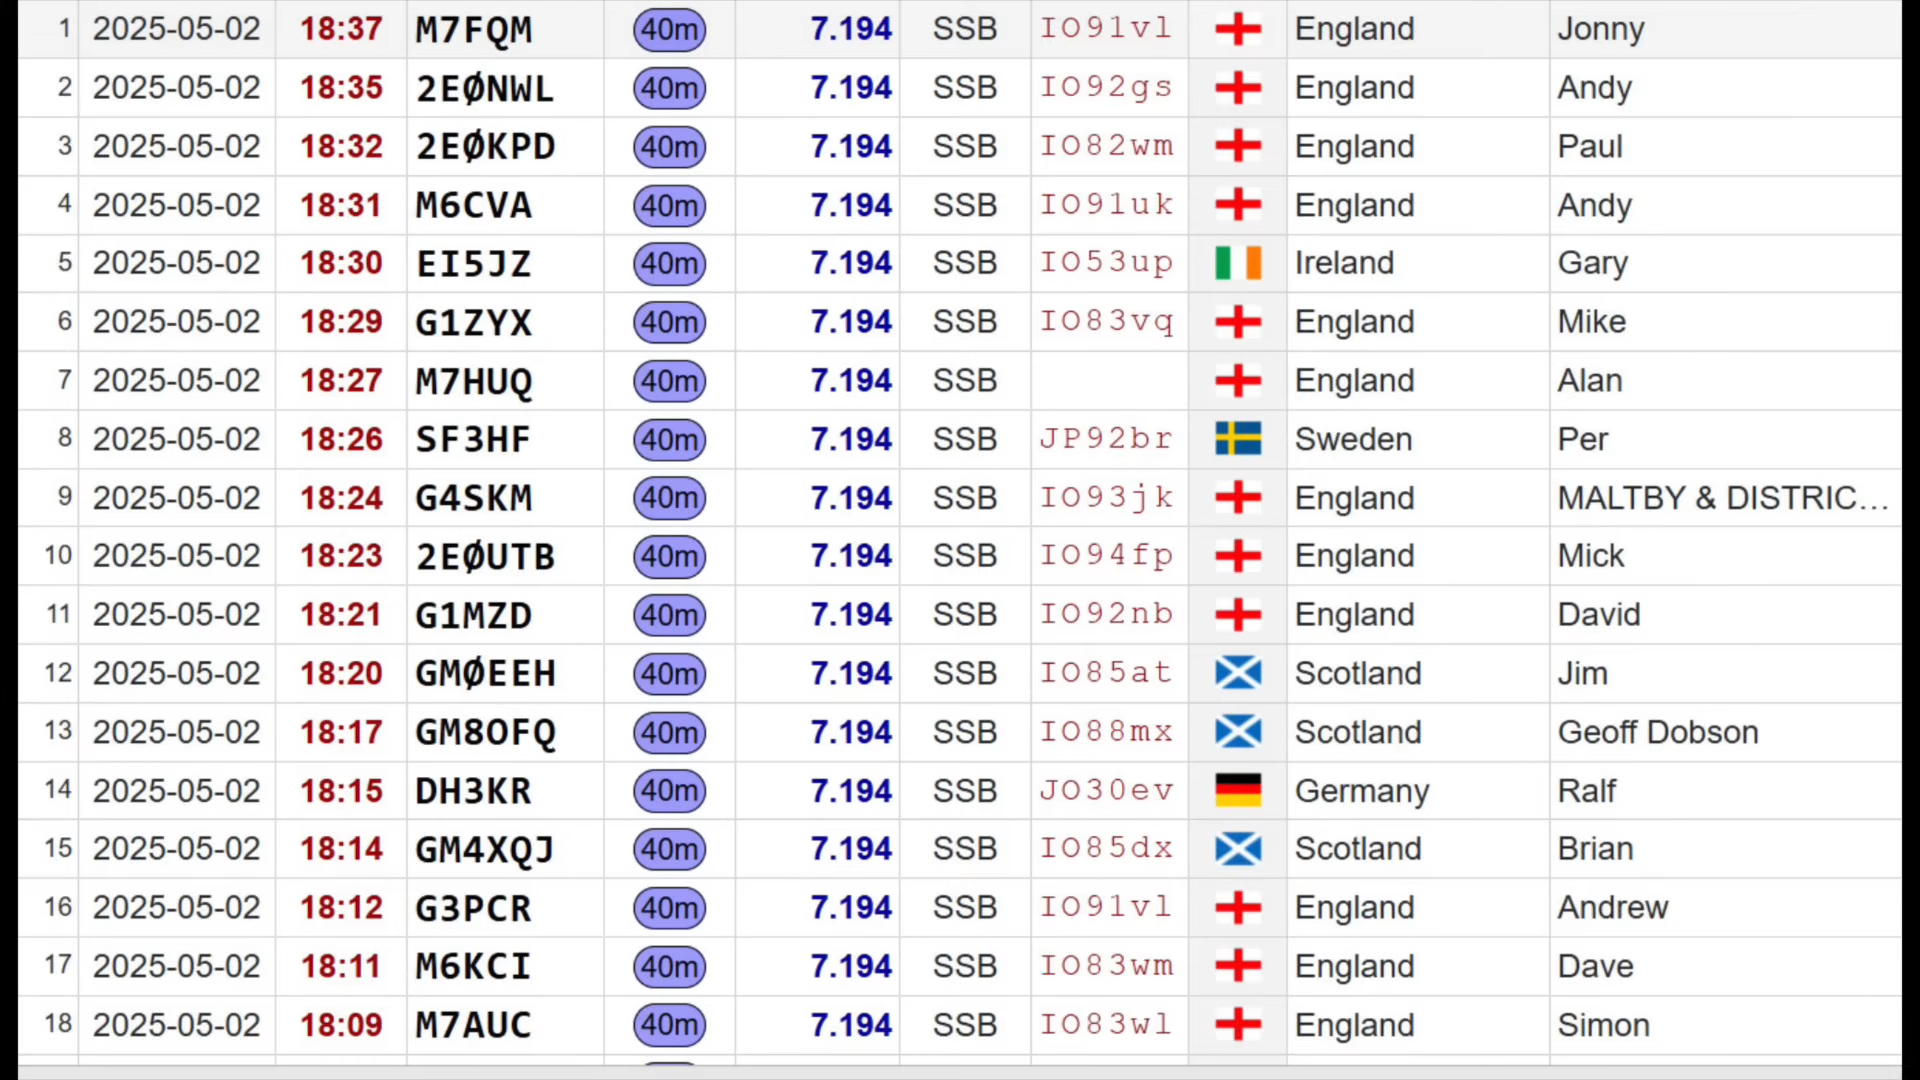 1 2025-05-02 18:37 M7FQM 40m 7.194 SSB IO91vl England Jonny
2 2025-05-02 18:35 2EØNWL 40m 7.194 SSB IO92gs England Andy
3 2025-05-02 18:32 2EØKPD 40m 7.194 SSB IO82wm England Paul
4 2025-05-02 18:31 M6CVA 40m 7.194 SSB IO91uk England Andy
5 2025-05-02 18:30 EI5JZ 40m 7.194 SSB IO53up Ireland Gary
6 2025-05-02 18:29 G1ZYX 40m 7.194 SSB IO83vq England Mike
7 2025-05-02 18:27 M7HUQ 40m 7.194 SSB England Alan
8 2025-05-02 18:26 SF3HF 40m 7.194 SSB JP92br Sweden Per
9 2025-05-02 18:24 G4SKM 40m 7.194 SSB IO93jk England MALTBY & DISTRIC...
10 2025-05-02 18:23 2EØUTB 40m 7.194 SSB IO94fp England Mick
11 2025-05-02 18:21 G1MZD 40m 7.194 SSB IO92nb England David
12 2025-05-02 18:20 GMØEEH 40m 7.194 SSB IO85at Scotland Jim
13 2025-05-02 18:17 GM8OFQ 40m 7.194 SSB IO88mx Scotland Geoff Dobson
14 2025-05-02 18:15 DH3KR 40m 7.194 SSB JO30ev Germany Ralf
15 2025-05-02 18:14 GM4XQJ 40m 7.194 SSB IO85dx Scotland Brian
16 2025-05-02 18:12 G3PCR 40m 7.194 SSB IO91vl England Andrew
17 2025-05-02 18:11 M6KCI 40m 7.194 SSB IO83wm England Dave
18 2025-05-02 18:09 M7AUC 40m 7.194 SSB IO83wl England Simon